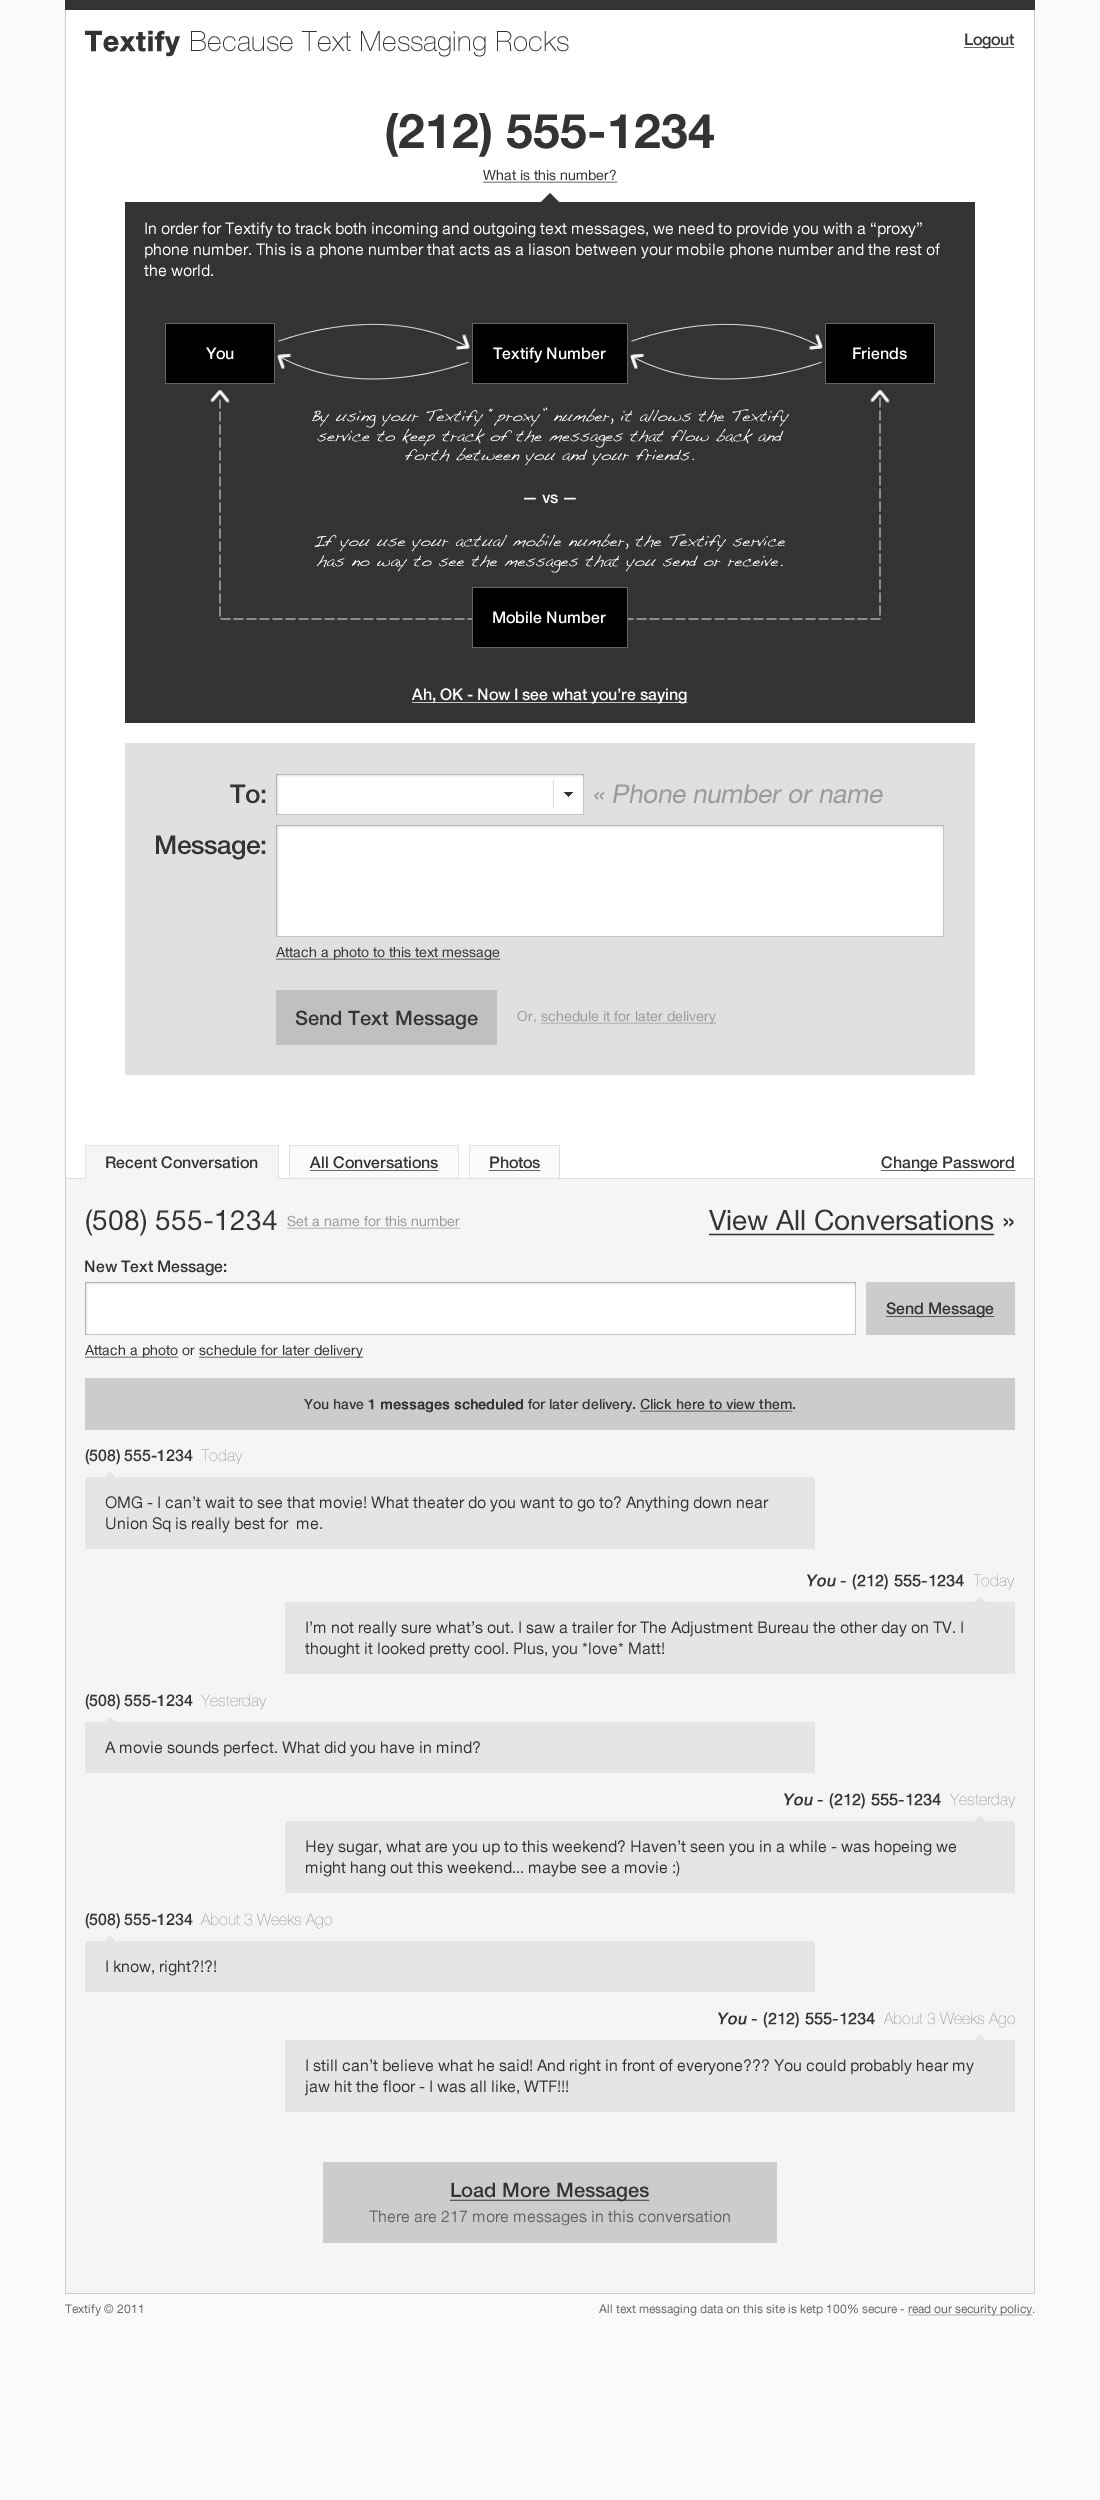 Textify Because Text Messaging Rocks
Logout
(212) 555-1234
What is this number?
In order for Textify to track both incoming and outgoing text messages, we need to provide you with a “proxy”
phone number. This is a phone number that acts as a liason between your mobile phone number and the rest of
the world.
You
Textify Number
Friends
By using your Textify “proxy” number, it allows the Textify
service to keep track of the messages that flow back and
forth between you and your friends.
— vs —
If you use your actual mobile number, the Textify service
has no way to see the messages that you send or receive.
Mobile Number
Ah, OK - Now I see what you’re saying
To:
« Phone number or name
Message:
Attach a photo to this text message
Send Text Message
Or, schedule it for later delivery
Recent Conversation
All Conversations
Photos
Change Password
(508) 555-1234 Set a name for this number
View All Conversations »
New Text Message:
Send Message
Attach a photo or schedule for later delivery
You have 1 messages scheduled for later delivery. Click here to view them.
(508) 555-1234 Today
OMG - I can’t wait to see that movie! What theater do you want to go to? Anything down near
Union Sq is really best for  me.
You - (212) 555-1234 Today
I’m not really sure what’s out. I saw a trailer for The Adjustment Bureau the other day on TV. I
thought it looked pretty cool. Plus, you *love* Matt!
(508) 555-1234 Yesterday
A movie sounds perfect. What did you have in mind?
You - (212) 555-1234 Yesterday
Hey sugar, what are you up to this weekend? Haven’t seen you in a while - was hopeing we
might hang out this weekend... maybe see a movie :)
(508) 555-1234 About 3 Weeks Ago
I know, right?!?!
You - (212) 555-1234 About 3 Weeks Ago
I still can’t believe what he said! And right in front of everyone??? You could probably hear my
jaw hit the floor - I was all like, WTF!!!
Load More Messages
There are 217 more messages in this conversation
Textify © 2011
All text messaging data on this site is ketp 100% secure - read our security policy.